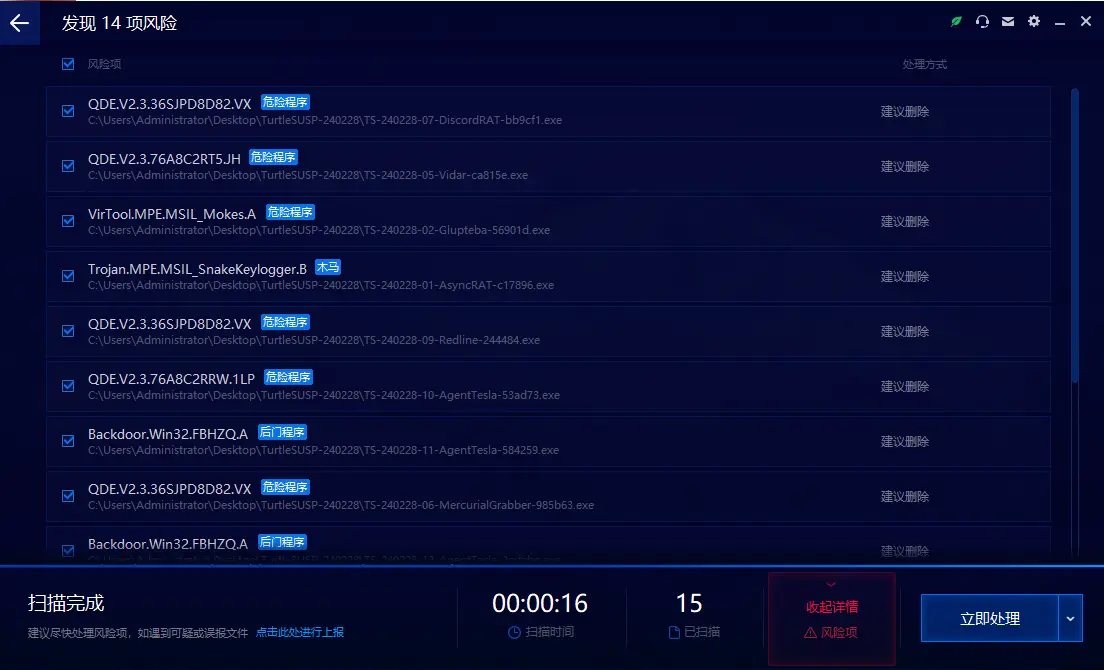 发现 14 项风险
风险项 处理方式
QDE.V2.3.36SJPD8D82.VX 危险程序
C:\Users\Administrator\Desktop\TurtleSUSP-240228\TS-240228-07-DiscordRAT-bb9cf1.exe
建议删除
QDE.V2.3.76A8C2RT5.JH 危险程序
C:\Users\Administrator\Desktop\TurtleSUSP-240228\TS-240228-05-Vidar-ca815e.exe
建议删除
VirTool.MPE.MSIL_Mokes.A 危险程序
C:\Users\Administrator\Desktop\TurtleSUSP-240228\TS-240228-02-Glupteba-56901d.exe
建议删除
Trojan.MPE.MSIL_SnakeKeylogger.B 木马
C:\Users\Administrator\Desktop\TurtleSUSP-240228\TS-240228-01-AsyncRAT-c17896.exe
建议删除
QDE.V2.3.36SJPD8D82.VX 危险程序
C:\Users\Administrator\Desktop\TurtleSUSP-240228\TS-240228-09-Redline-244484.exe
建议删除
QDE.V2.3.76A8C2RRW.1LP 危险程序
C:\Users\Administrator\Desktop\TurtleSUSP-240228\TS-240228-10-AgentTesla-53ad73.exe
建议删除
Backdoor.Win32.FBHZQ.A 后门程序
C:\Users\Administrator\Desktop\TurtleSUSP-240228\TS-240228-11-AgentTesla-584259.exe
建议删除
QDE.V2.3.36SJPD8D82.VX 危险程序
C:\Users\Administrator\Desktop\TurtleSUSP-240228\TS-240228-06-MercurialGrabber-985b63.exe
建议删除
Backdoor.Win32.FBHZQ.A 后门程序
建议删除
扫描完成
建议尽快处理风险项，如遇到可疑或误报文件 点击此处进行上报
00:00:16
扫描时间
15
已扫描
收起详情
风险项
立即处理